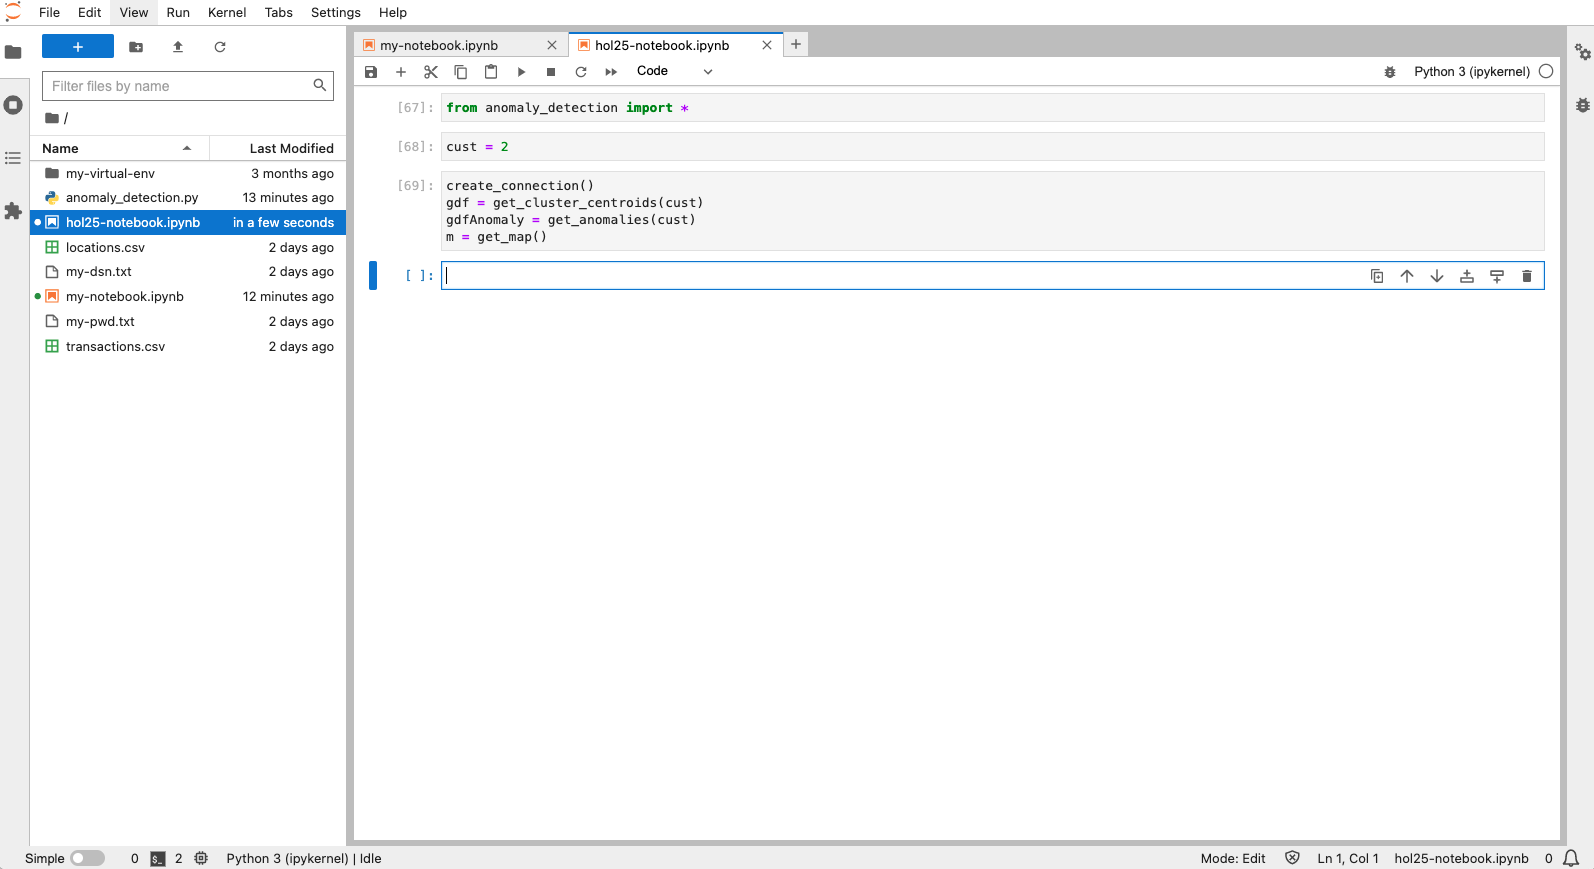 File Edit View Run Kernel Tabs Settings Help
Filter files by name
/
Name Last Modified
my-virtual-env 3 months ago
anomaly_detection.py 13 minutes ago
hol25-notebook.ipynb in a few seconds
locations.csv 2 days ago
my-dsn.txt 2 days ago
my-notebook.ipynb 12 minutes ago
my-pwd.txt 2 days ago
transactions.csv 2 days ago
my-notebook.ipynb hol25-notebook.ipynb
Code Python 3 (ipykernel)
[67]: from anomaly_detection import *
[68]: cust = 2
[69]: create_connection()
gdf = get_cluster_centroids(cust)
gdfAnomaly = get_anomalies(cust)
m = get_map()
[ ]:
Simple 0 $_ 2 Python 3 (ipykernel) | Idle Mode: Edit Ln 1, Col 1 hol25-notebook.ipynb 0